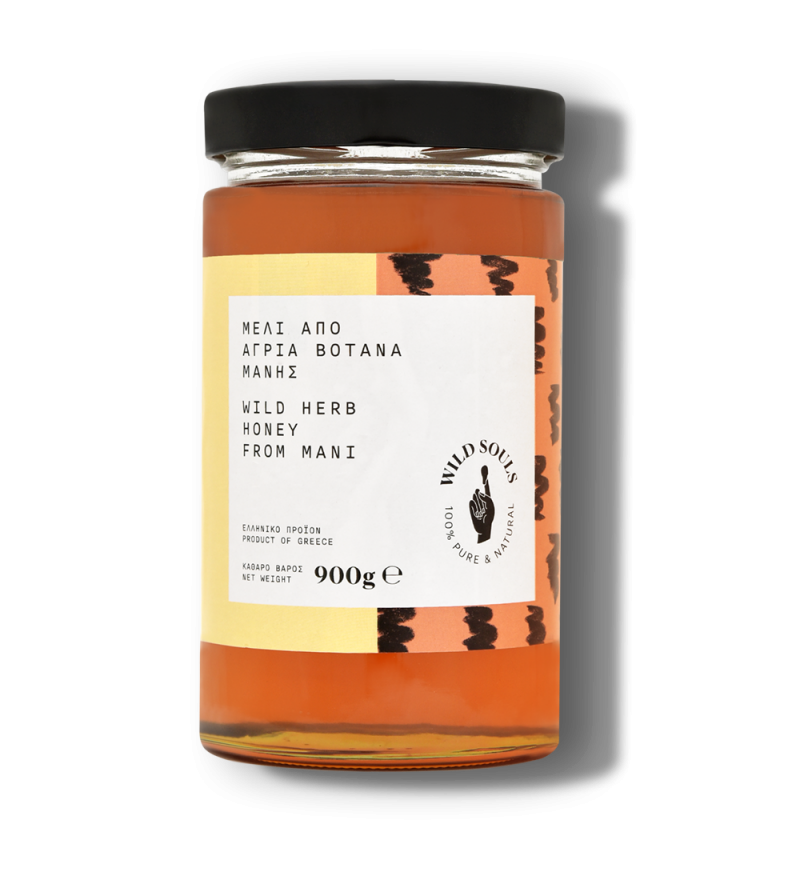 ΜΕΛΙ ΑΠΟ
ΑΓΡΙΑ ΒΟΤΑΝΑ
ΜΑΝΗΣ
WILD HERB
HONEY
FROM MANI
WILD SOULS
100% PURE & NATURAL
ΕΛΛΗΝΙΚΟ ΠΡΟΪΟΝ
PRODUCT OF GREECE
ΚΑΘΑΡΟ ΒΑΡΟΣ
NET WEIGHT
900g ℮